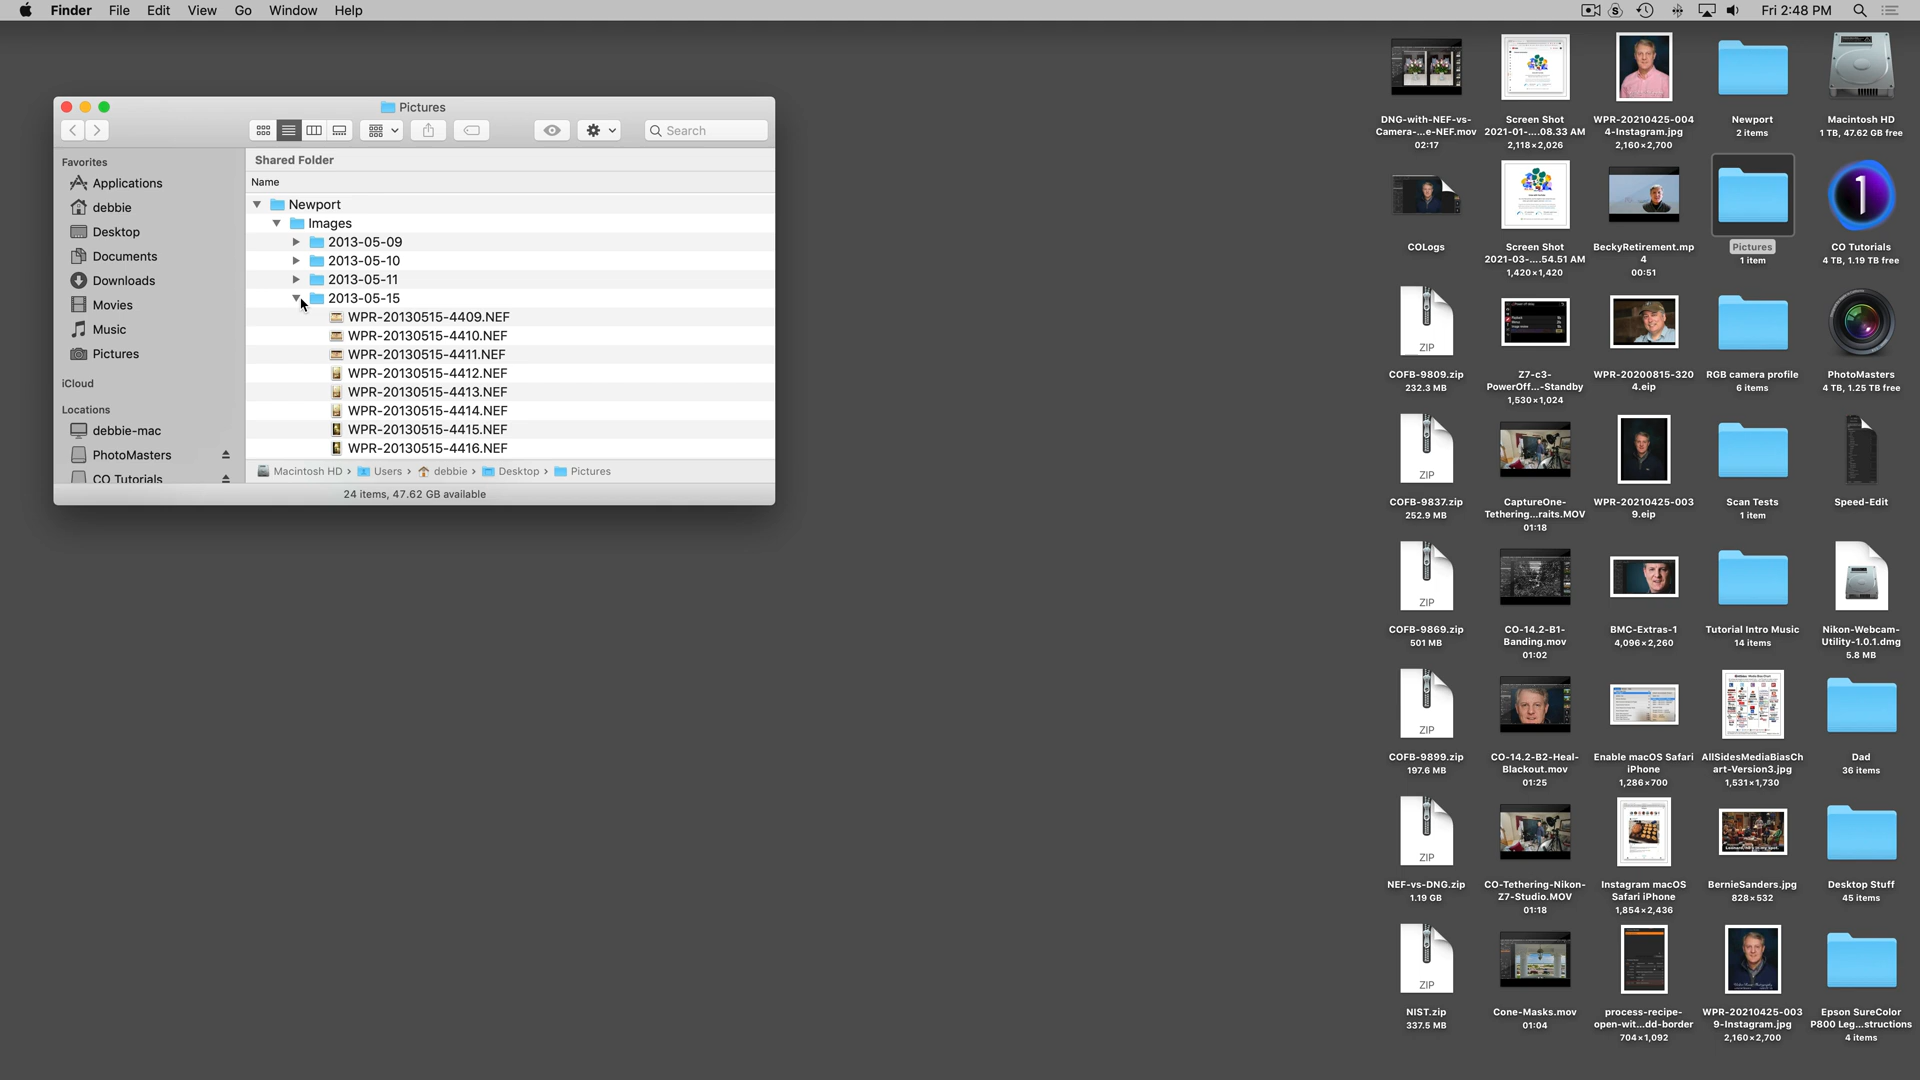 Finder File Edit View Go Window Help
Fri 2:48 PM
Pictures
Search
Favorites
Applications
debbie
Desktop
Documents
Downloads
Movies
Music
Pictures
iCloud
Locations
debbie-mac
PhotoMasters
CO Tutorials
Shared Folder
Name
Newport
Images
2013-05-09
2013-05-10
2013-05-11
2013-05-15
WPR-20130515-4409.NEF
WPR-20130515-4410.NEF
WPR-20130515-4411.NEF
WPR-20130515-4412.NEF
WPR-20130515-4413.NEF
WPR-20130515-4414.NEF
WPR-20130515-4415.NEF
WPR-20130515-4416.NEF
Macintosh HD › Users › debbie › Desktop › Pictures
24 items, 47.62 GB available
DNG-with-NEF-vs-
Camera-...e-NEF.mov
02:17
Screen Shot
2021-01-....08.33 AM
2,118×2,026
WPR-20210425-004
4-Instagram.jpg
2,160×2,700
Newport
2 items
Macintosh HD
1 TB, 47.62 GB free
COLogs
Screen Shot
2021-03-....54.51 AM
1,420×1,420
BeckyRetirement.mp
4
00:51
Pictures
1 item
1
CO Tutorials
4 TB, 1.19 TB free
ZIP
COFB-9809.zip
232.3 MB
Z7-c3-
PowerOff...-Standby
1,530×1,024
WPR-20200815-320
4.eip
RGB camera profile
6 items
PhotoMasters
4 TB, 1.25 TB free
ZIP
COFB-9837.zip
252.9 MB
CaptureOne-
Tethering...raits.MOV
01:18
WPR-20210425-003
9.eip
Scan Tests
1 item
Speed-Edit
ZIP
COFB-9869.zip
501 MB
CO-14.2-B1-
Banding.mov
01:02
BMC-Extras-1
4,096×2,260
Tutorial Intro Music
14 items
Nikon-Webcam-
Utility-1.0.1.dmg
5.8 MB
ZIP
COFB-9899.zip
197.6 MB
CO-14.2-B2-Heal-
Blackout.mov
01:25
Enable macOS Safari
iPhone
1,286×700
AllSidesMediaBiasCh
art-Version3.jpg
1,531×1,730
Dad
36 items
ZIP
NEF-vs-DNG.zip
1.19 GB
CO-Tethering-Nikon-
Z7-Studio.MOV
01:18
Instagram macOS
Safari iPhone
1,854×2,436
BernieSanders.jpg
828×532
Desktop Stuff
45 items
ZIP
NIST.zip
337.5 MB
Cone-Masks.mov
01:04
process-recipe-
open-wit...dd-border
704×1,092
WPR-20210425-003
9-Instagram.jpg
2,160×2,700
Epson SureColor
P800 Leg...structions
4 items